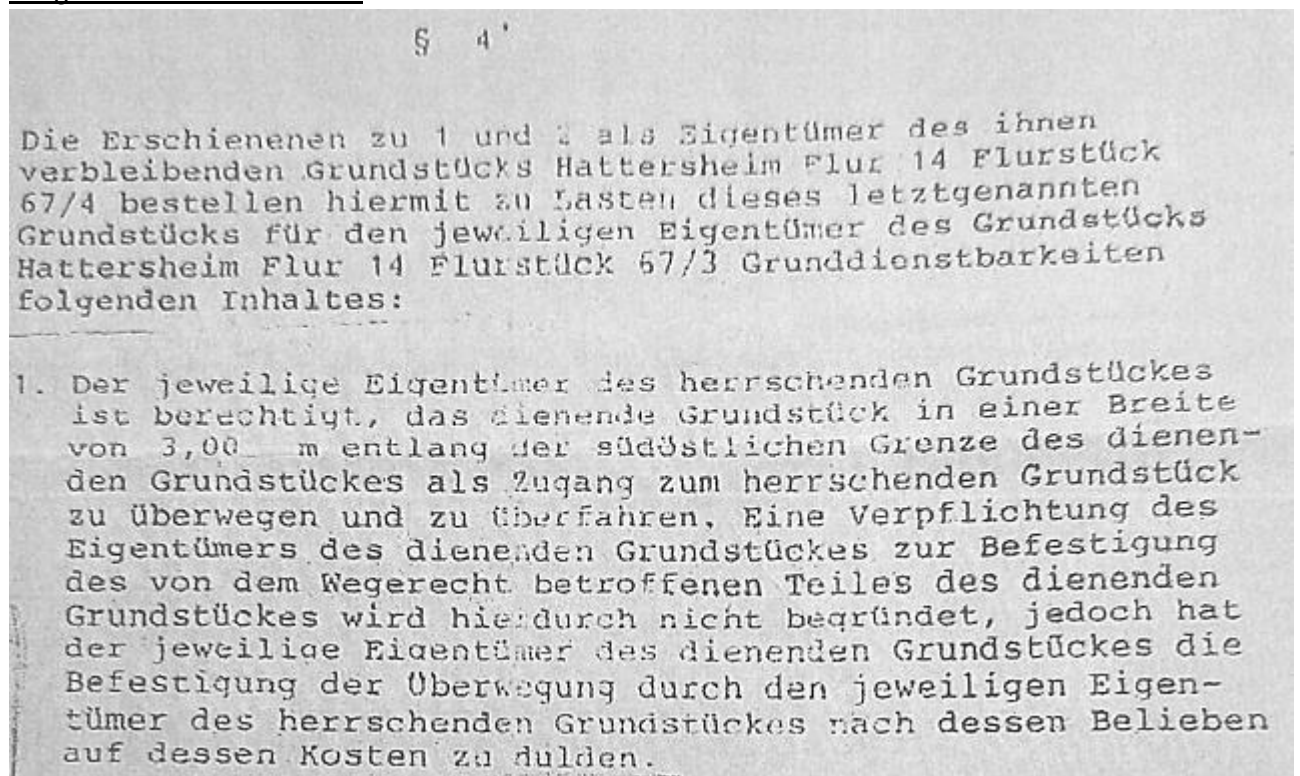 § 4
Die Erschienenen zu 1 und 2 als Eigentümer des ihnen
verbleibenden Grundstücks Hattersheim Flur 14 Flurstück
67/4 bestellen hiermit zu Lasten dieses letztgenannten
Grundstücks für den jeweiligen Eigentümer des Grundstücks
Hattersheim Flur 14 Flurstück 67/3 Grunddienstbarkeiten
folgenden Inhaltes:
1. Der jeweilige Eigentümer des herrschenden Grundstückes
ist berechtigt, das dienende Grundstück in einer Breite
von 3,00 m entlang der südöstlichen Grenze des dienen-
den Grundstückes als Zugang zum herrschenden Grundstück
zu überwegen und zu überfahren. Eine Verpflichtung des
Eigentümers des dienenden Grundstückes zur Befestigung
des von dem Wegerecht betroffenen Teiles des dienenden
Grundstückes wird hierdurch nicht begründet, jedoch hat
der jeweilige Eigentümer des dienenden Grundstückes die
Befestigung der Überwegung durch den jeweiligen Eigen-
tümer des herrschenden Grundstückes nach dessen Belieben
auf dessen Kosten zu dulden.